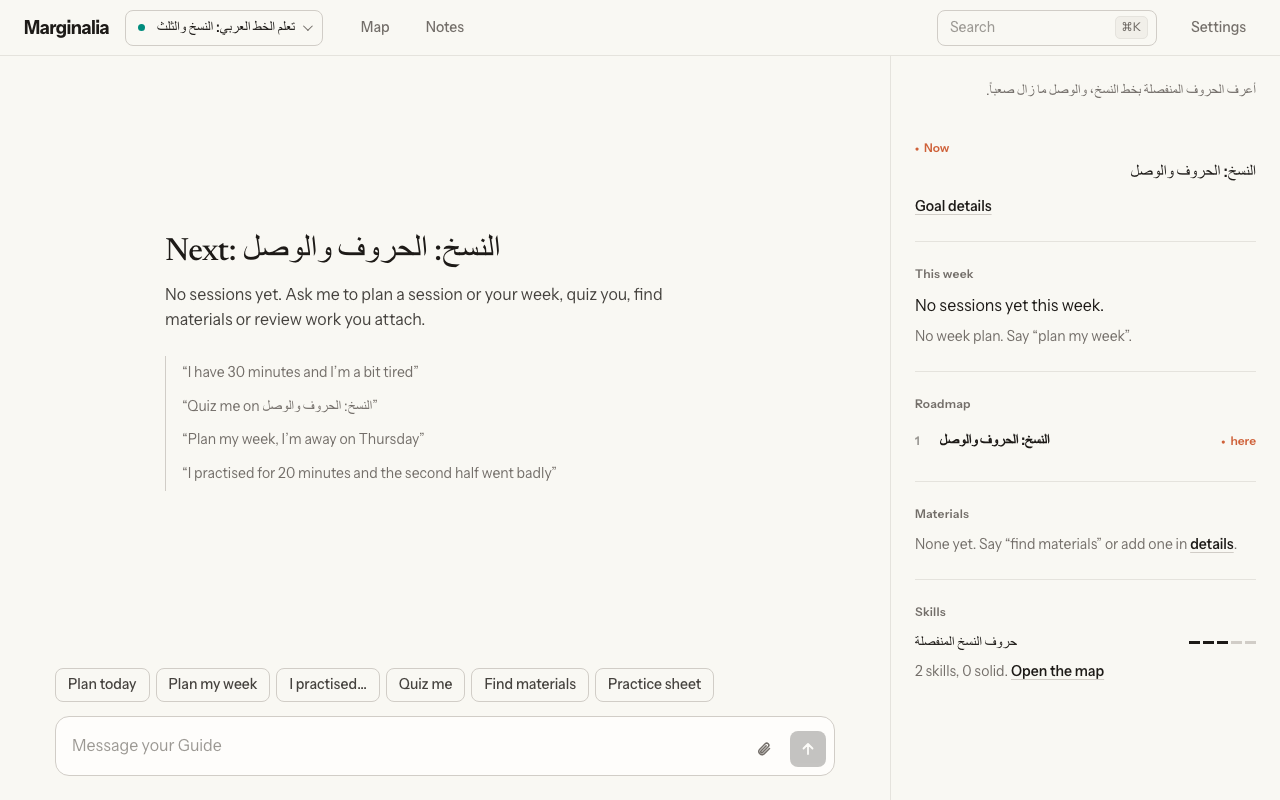 Marginalia
تعلم الخط العربي: النسخ والثلث
Map
Notes
Search
⌘K
Settings
Next: النسخ: الحروف والوصل
No sessions yet. Ask me to plan a session or your week, quiz you, find
materials or review work you attach.
“I have 30 minutes and I’m a bit tired”
“Quiz me on النسخ: الحروف والوصل”
“Plan my week, I’m away on Thursday”
“I practised for 20 minutes and the second half went badly”
Plan today
Plan my week
I practised…
Quiz me
Find materials
Practice sheet
Message your Guide
أعرف الحروف المنفصلة بخط النسخ، والوصل ما زال صعباً.
• Now
النسخ: الحروف والوصل
Goal details
This week
No sessions yet this week.
No week plan. Say “plan my week”.
Roadmap
1 النسخ: الحروف والوصل • here
Materials
None yet. Say “find materials” or add one in details.
Skills
حروف النسخ المنفصلة
2 skills, 0 solid. Open the map